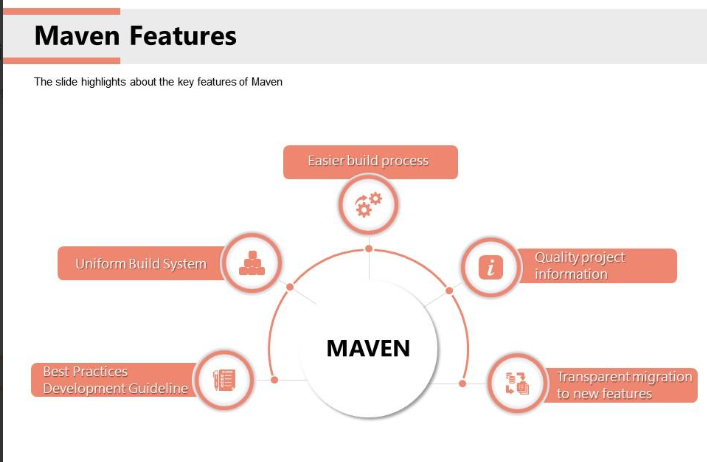 Maven Features
The slide highlights about the key features of Maven
Easier build process
Uniform Build System
Quality project
information
MAVEN
Best Practices
Development Guideline
Transparent migration
to new features